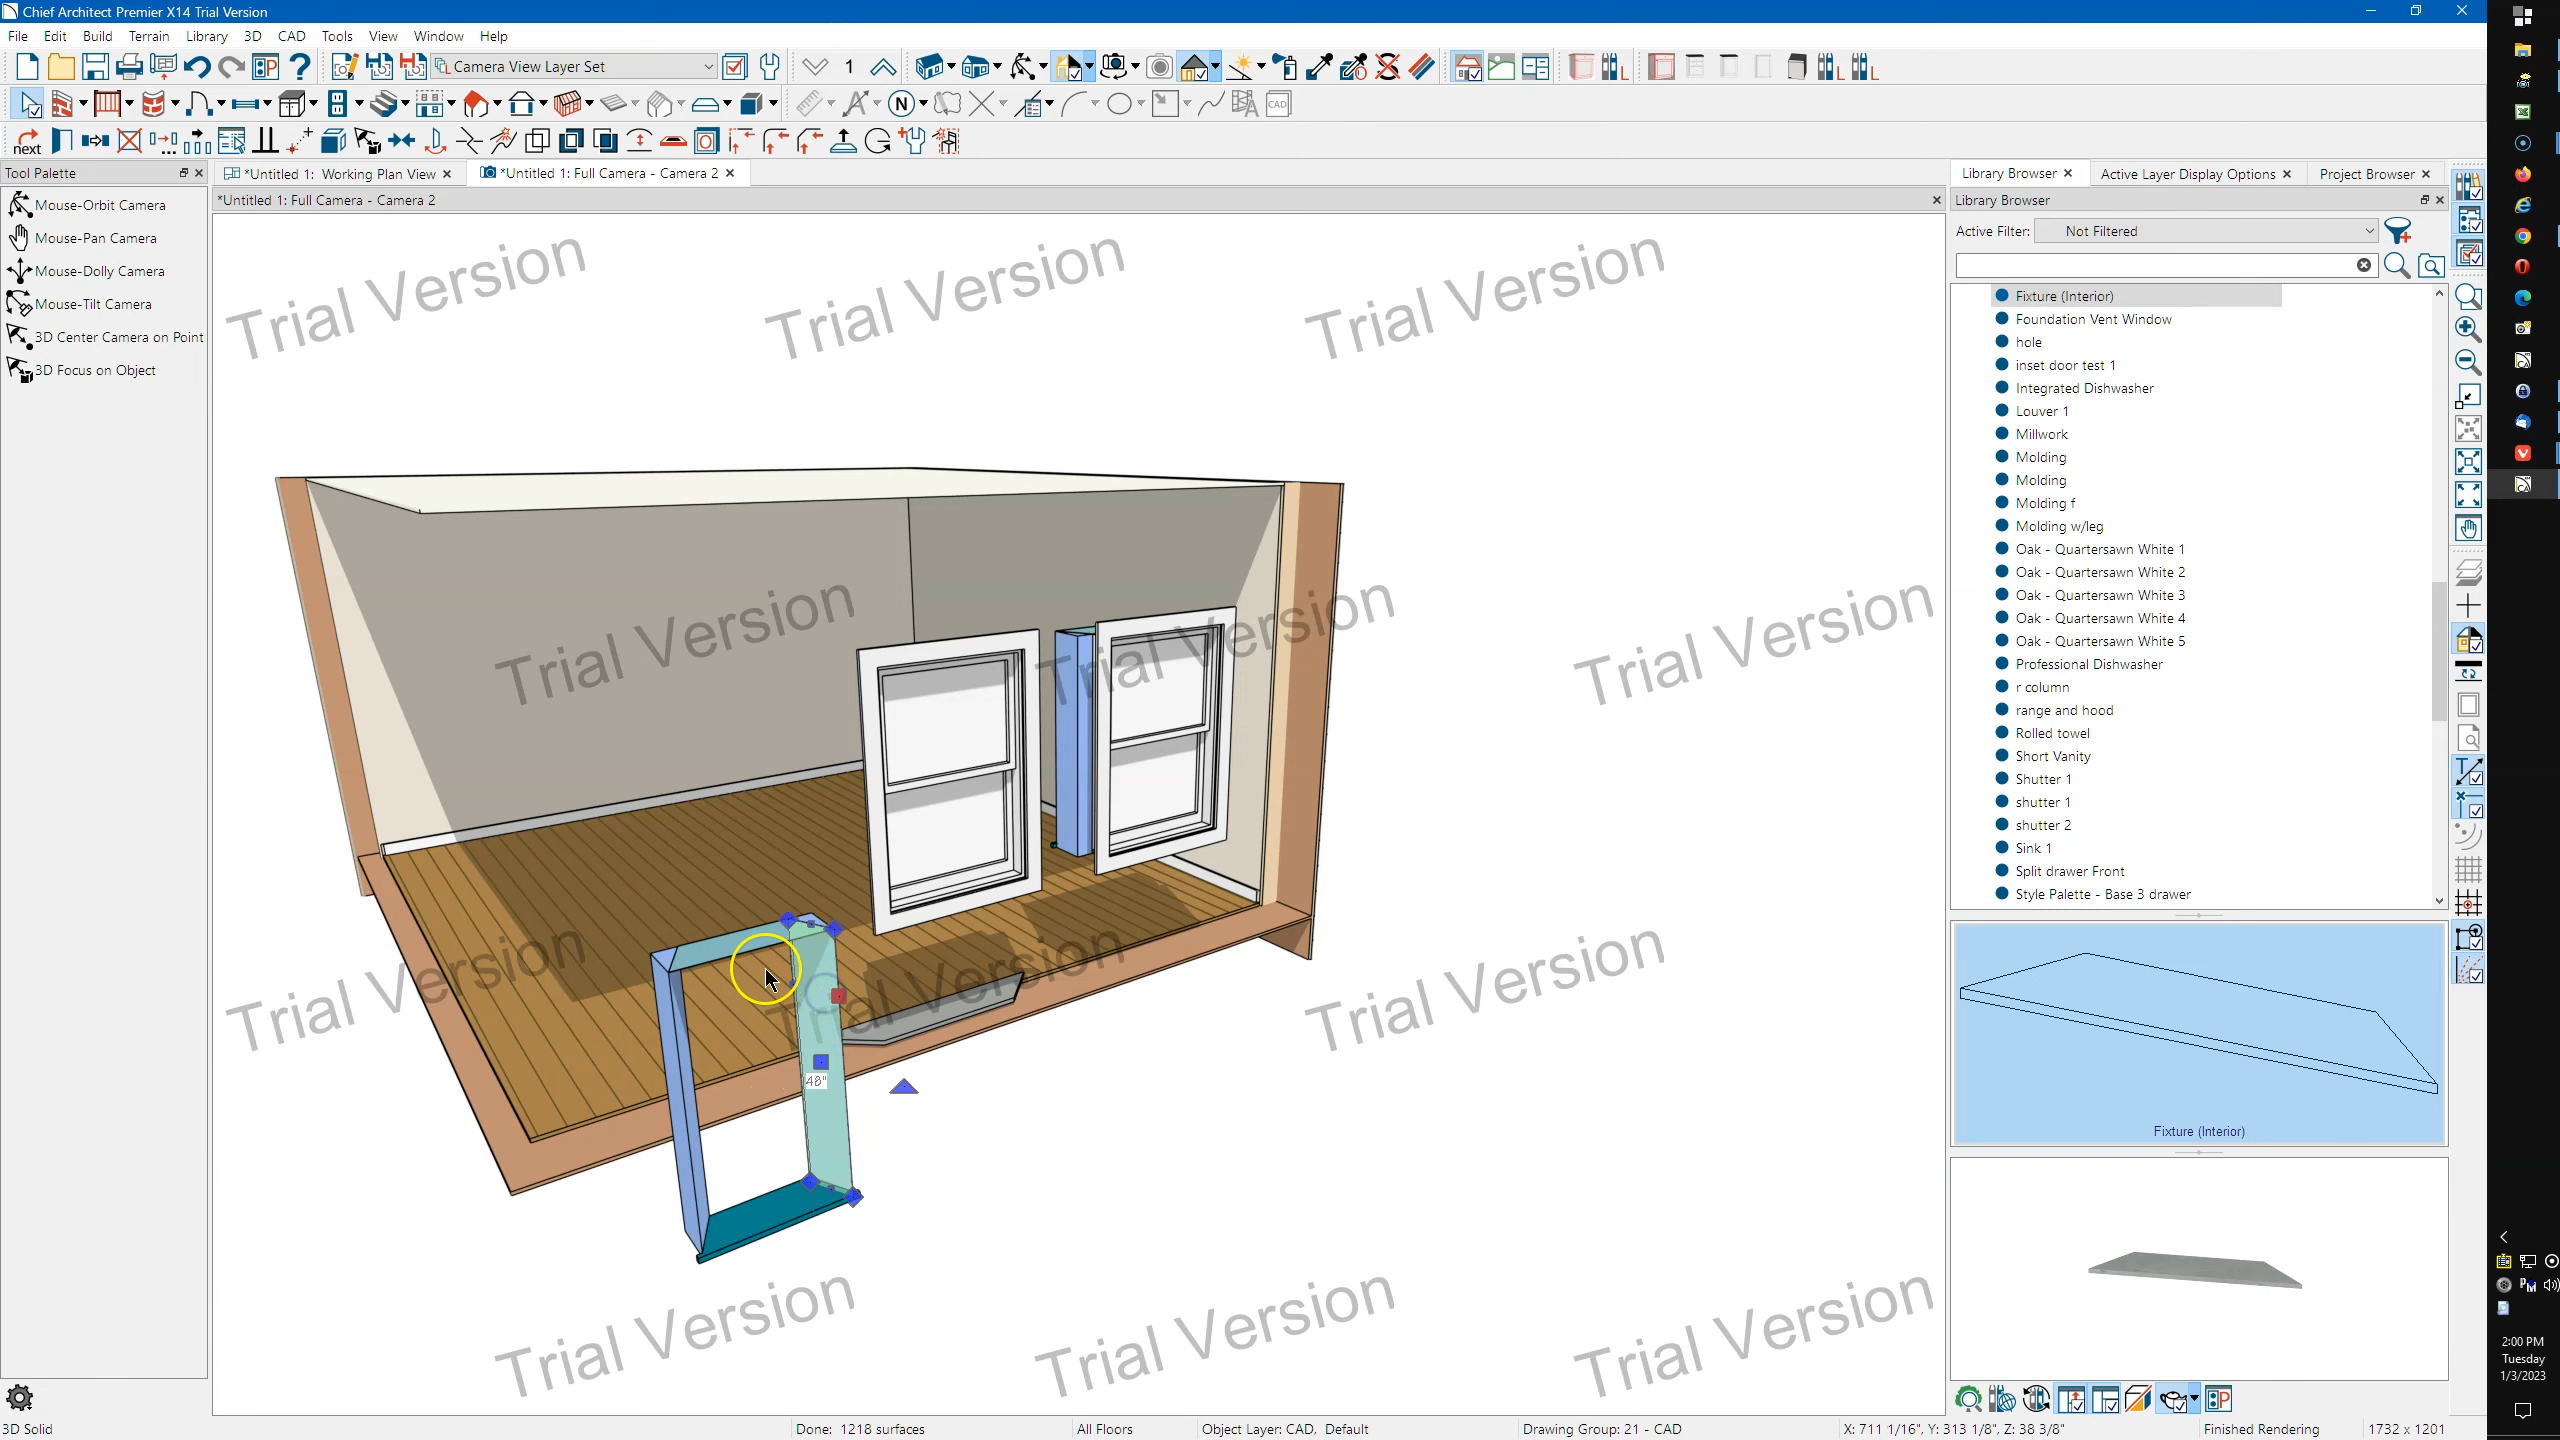 Chief Architect Premier X14 Trial Version
File Edit Build Terrain Library 3D CAD Tools View Window Help
Camera View Layer Set
1
next
Tool Palette
*Untitled 1: Working Plan View
*Untitled 1: Full Camera - Camera 2
Library Browser
Active Layer Display Options
Project Browser
Mouse-Orbit Camera
Mouse-Pan Camera
Mouse-Dolly Camera
Mouse-Tilt Camera
3D Center Camera on Point
3D Focus on Object
*Untitled 1: Full Camera - Camera 2
Library Browser
Active Filter: Not Filtered
Fixture (Interior)
Foundation Vent Window
hole
inset door test 1
Integrated Dishwasher
Louver 1
Millwork
Molding
Molding
Molding f
Molding w/leg
Oak - Quartersawn White 1
Oak - Quartersawn White 2
Oak - Quartersawn White 3
Oak - Quartersawn White 4
Oak - Quartersawn White 5
Professional Dishwasher
r column
range and hood
Rolled towel
Short Vanity
Shutter 1
shutter 1
shutter 2
Sink 1
Split drawer Front
Style Palette - Base 3 drawer
Fixture (Interior)
Trial Version Trial Version Trial Version
Trial Version Trial Version Trial Version
Trial Version Trial Version Trial Version
Trial Version Trial Version Trial Version
48"
3D Solid
Done: 1218 surfaces
All Floors
Object Layer: CAD, Default
Drawing Group: 21 - CAD
X: 711 1/16", Y: 313 1/8", Z: 38 3/8"
Finished Rendering
1732 x 1201
2:00 PM
Tuesday
1/3/2023